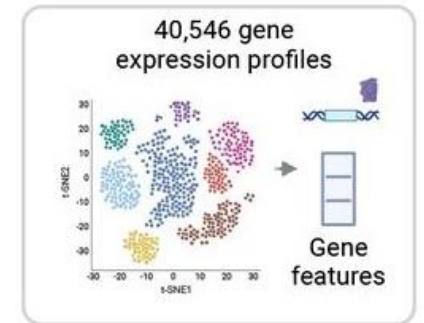 40,546 gene
expression profiles
30
20
10
0
-10
-20
-30
t-SNE2
-30 -20 -10 0 10 20 30
t-SNE1
Gene
features